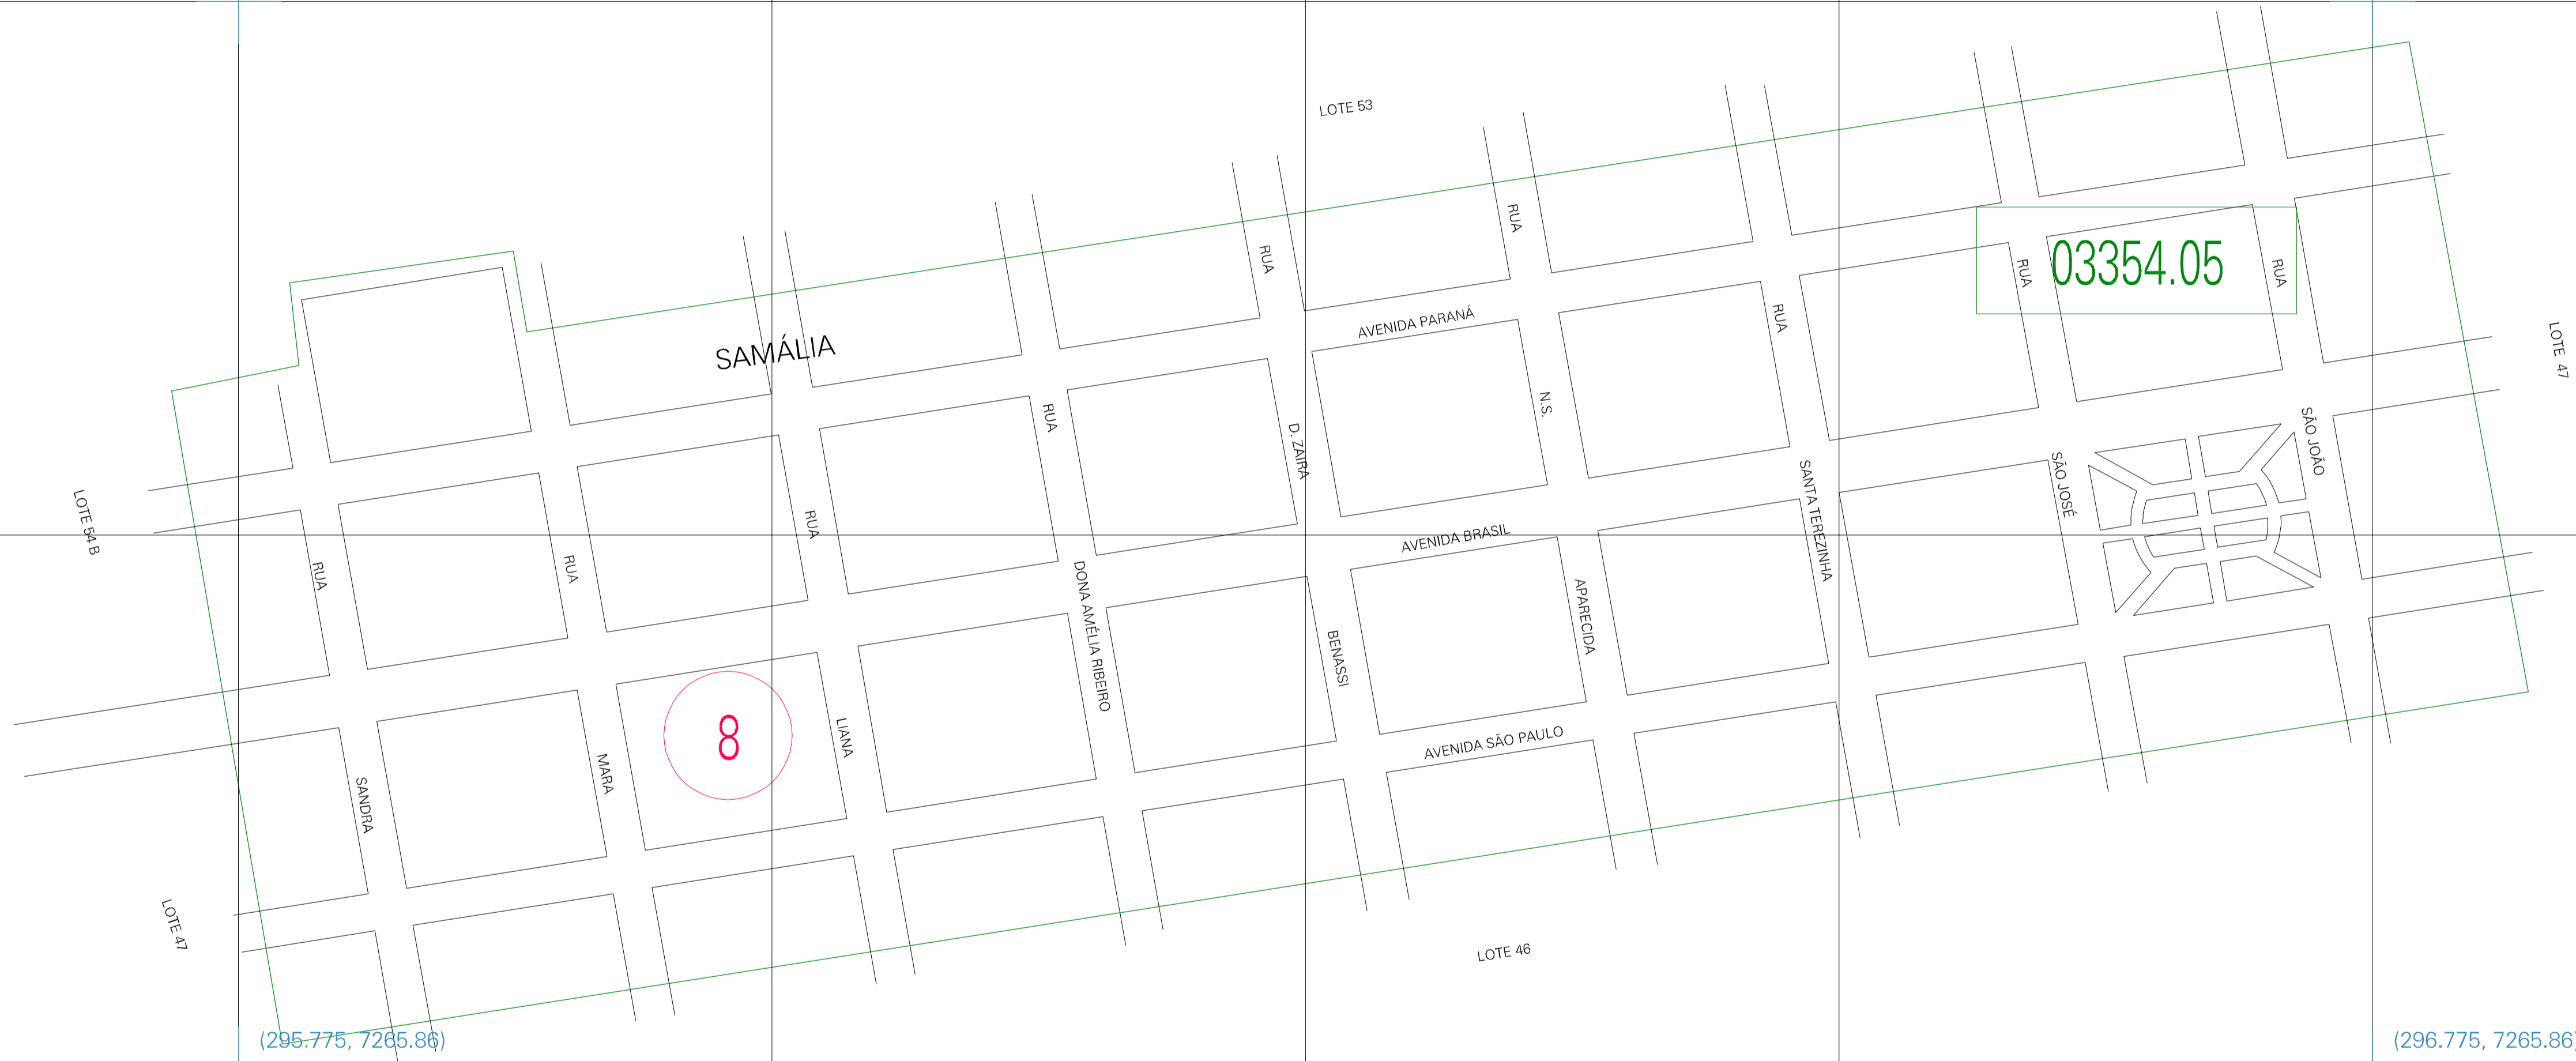 LOTE 53
RUA
RUA
03354.05
RUA
RUA
RUA
AVENIDA PARANÁ
SAMÁLIA
LOTE 47
RUA
N.S.
D. ZAIRA
SÃO JOÃO
SÃO JOSÉ
SANTA TEREZINHA
LOTE 54 B
RUA
RUA
RUA
AVENIDA BRASIL
DONA AMÉLIA RIBEIRO
APARECIDA
BENASSI
8
LIANA
MARA
SANDRA
AVENIDA SÃO PAULO
LOTE 47
LOTE 46
(295.775, 7265.86)
(296.775, 7265.86)